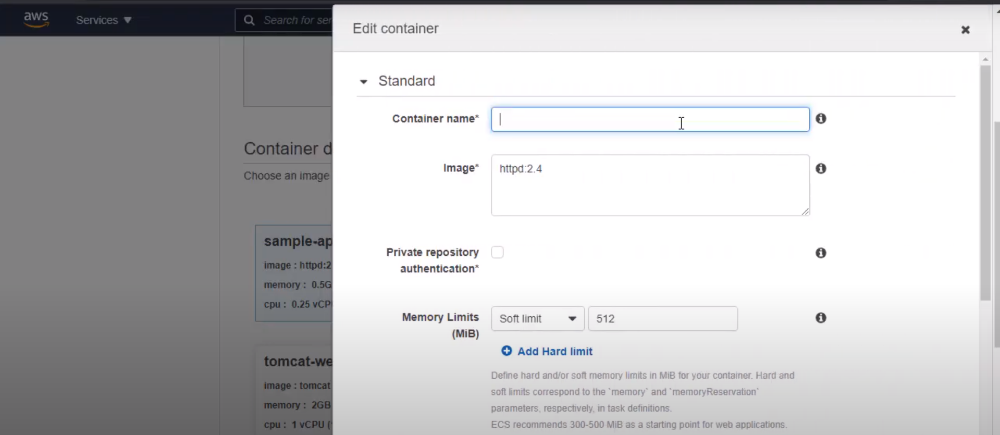 aws
Services
Search for ser
Edit container
Standard
Container name*
Image*
httpd:2.4
Private repository
authentication*
Memory Limits
(MiB)
Soft limit
512
Add Hard limit
Define hard and/or soft memory limits in MiB for your container. Hard and
soft limits correspond to the `memory` and `memoryReservation`
parameters, respectively, in task definitions.
ECS recommends 300-500 MiB as a starting point for web applications.
Container d
Choose an image
sample-ap
image : httpd:2
memory : 0.5G
cpu : 0.25 vCP
tomcat-we
image : tomcat
memory : 2GB
cpu : 1 vCPU (